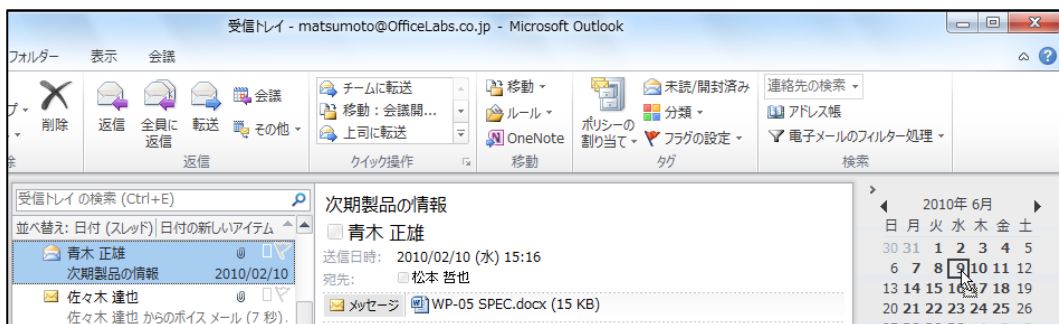 受信トレイ - matsumoto@OfficeLabs.co.jp - Microsoft Outlook
フォルダー 表示 会議
削除
返信
全員に返信
転送
会議
その他
返信
チームに転送
移動：会議開...
上司に転送
クイック操作
移動
ルール
OneNote
移動
ポリシーの割り当て
未読/開封済み
分類
フラグの設定
タグ
連絡先の検索
アドレス帳
電子メールのフィルター処理
検索
受信トレイ の検索 (Ctrl+E)
並べ替え: 日付 (スレッド) 日付の新しいアイテム
青木 正雄
次期製品の情報 2010/02/10
佐々木 達也
佐々木 達也 からのボイス メール (7 秒).
次期製品の情報
青木 正雄
送信日時: 2010/02/10 (水) 15:16
宛先: 松本 哲也
メッセージ WP-05 SPEC.docx (15 KB)
2010年 6月
日 月 火 水 木 金 土
30 31 1 2 3 4 5
6 7 8 9 10 11 12
13 14 15 16 17 18 19
20 21 22 23 24 25 26